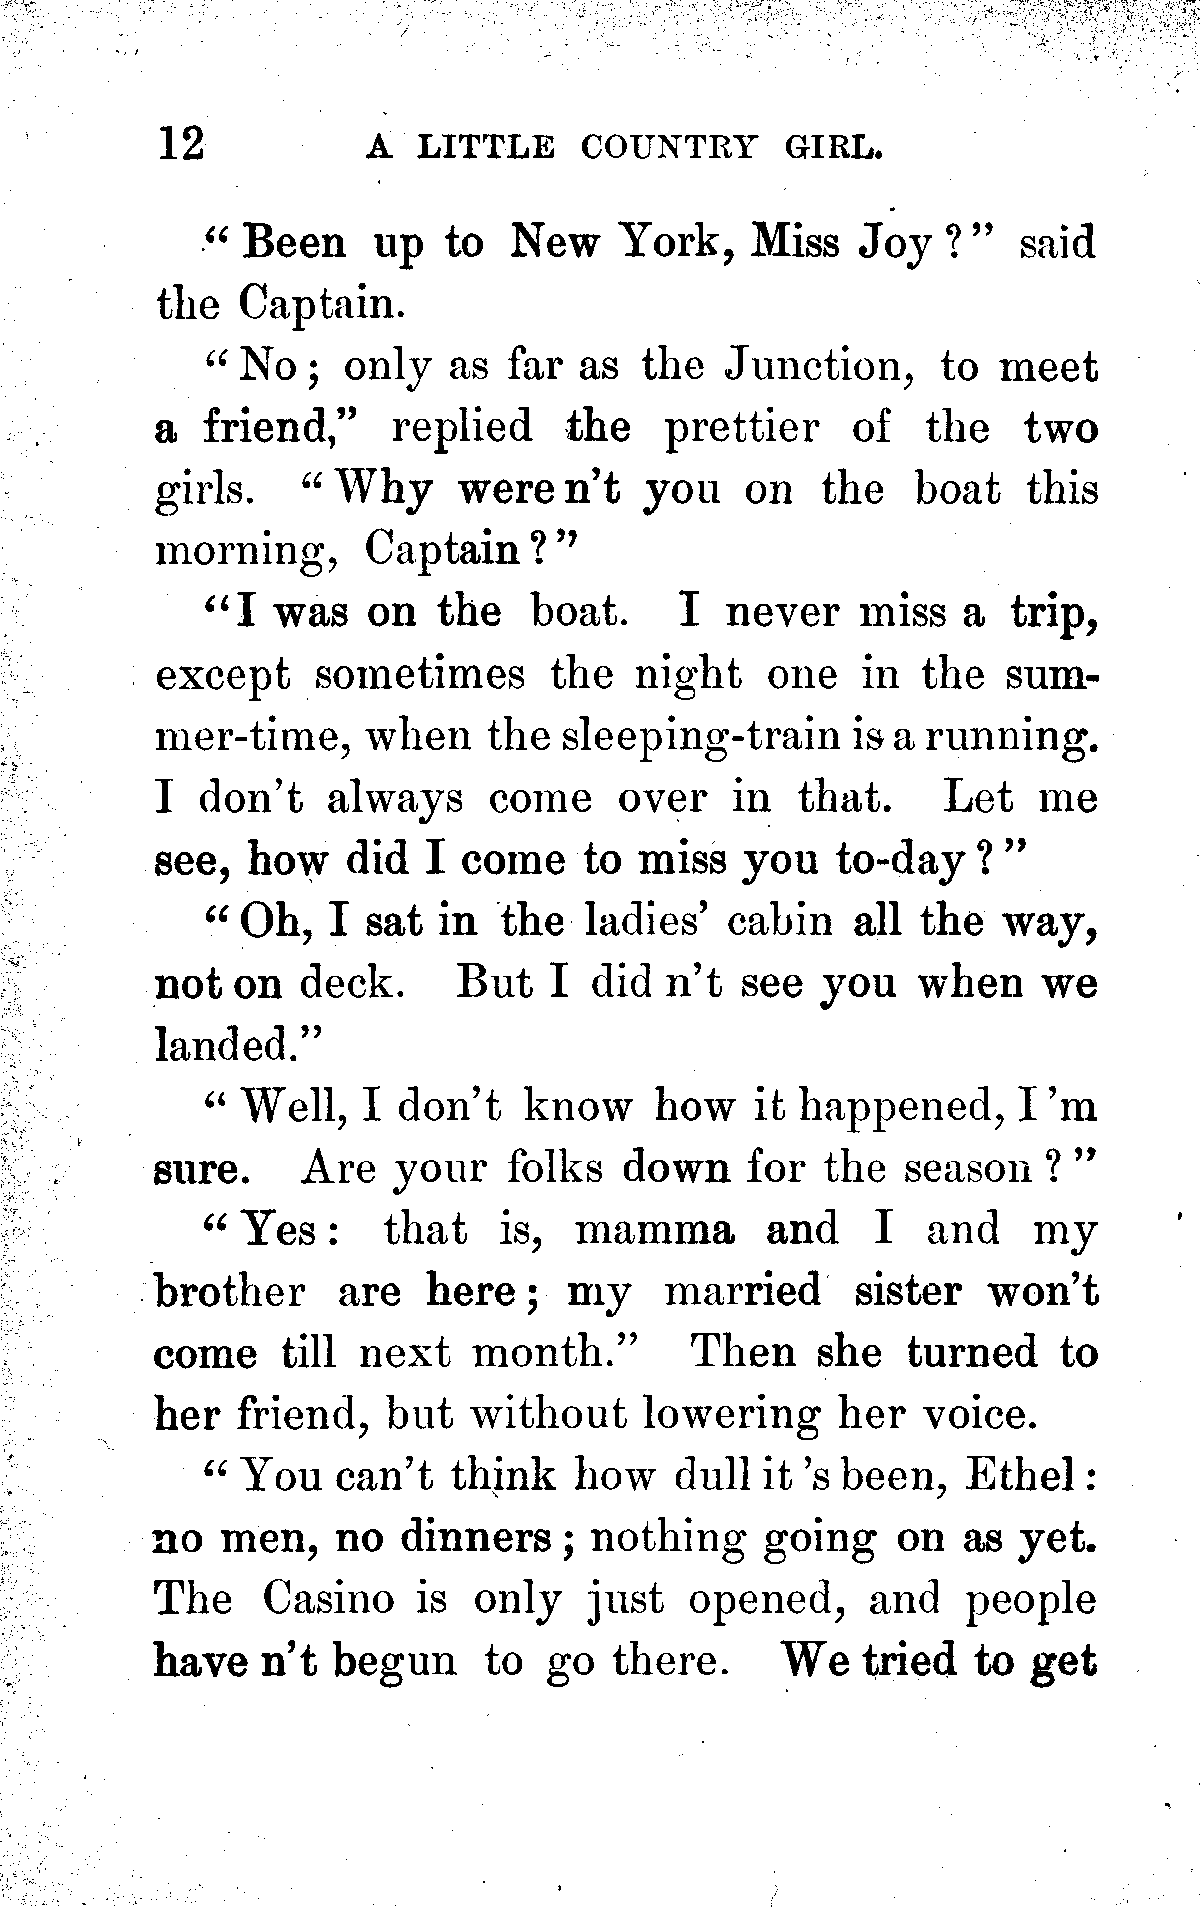 12 A LITTLE COUNTRY GIRL.
“Been up to New York, Miss Joy?” said
the Captain.
“No; only as far as the Junction, to meet
a friend,” replied the prettier of the two
girls. “Why were n’t you on the boat this
morning, Captain?”
“I was on the boat. I never miss a trip,
except sometimes the night one in the sum-
mer-time, when the sleeping-train is a running.
I don’t always come over in that. Let me
see, how did I come to miss you to-day?”
“Oh, I sat in the ladies’ cabin all the way,
not on deck. But I did n’t see you when we
landed.”
“Well, I don’t know how it happened, I ’m
sure. Are your folks down for the season?”
“Yes: that is, mamma and I and my
brother are here; my married sister won’t
come till next month.” Then she turned to
her friend, but without lowering her voice.
“You can’t think how dull it ’s been, Ethel:
no men, no dinners; nothing going on as yet.
The Casino is only just opened, and people
have n’t begun to go there. We tried to get